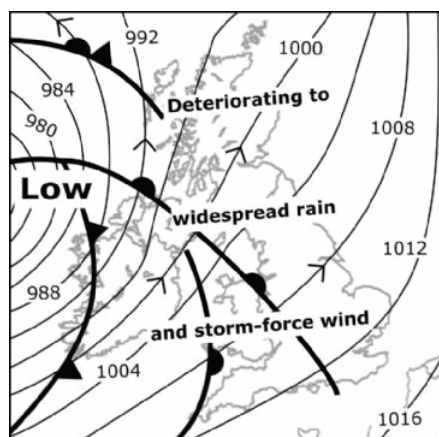 992
1000
984
Deteriorating to
980
1008
Low
widespread rain
1012
988
and storm-force wind
1004
1016